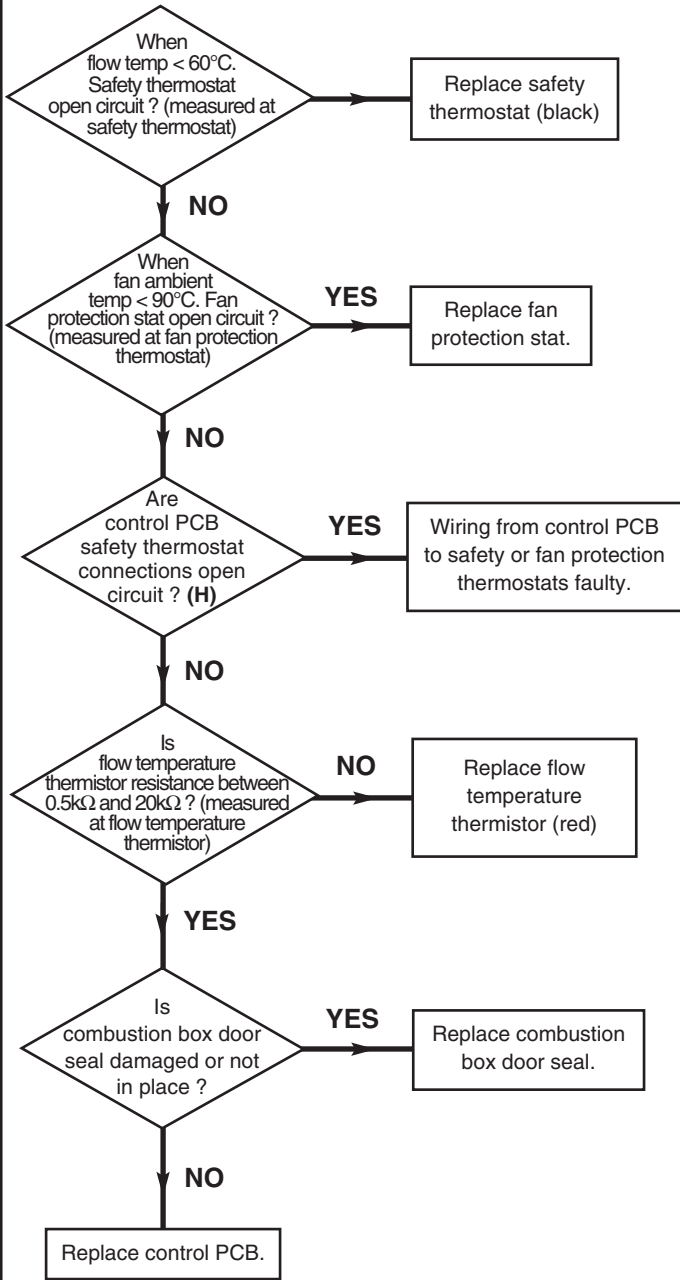 When
flow temp < 60°C.
Safety thermostat
open circuit ? (measured at
safety thermostat)
Replace safety
thermostat (black)
NO
When
fan ambient
temp < 90°C. Fan
protection stat open circuit ?
(measured at fan protection
thermostat)
YES
Replace fan
protection stat.
NO
Are
control PCB
safety thermostat
connections open
circuit ? (H)
YES
Wiring from control PCB
to safety or fan protection
thermostats faulty.
NO
Is
flow temperature
thermistor resistance between
0.5kΩ and 20kΩ ? (measured
at flow temperature
thermistor)
NO
Replace flow
temperature
thermistor (red)
YES
Is
combustion box door
seal damaged or not
in place ?
YES
Replace combustion
box door seal.
NO
Replace control PCB.